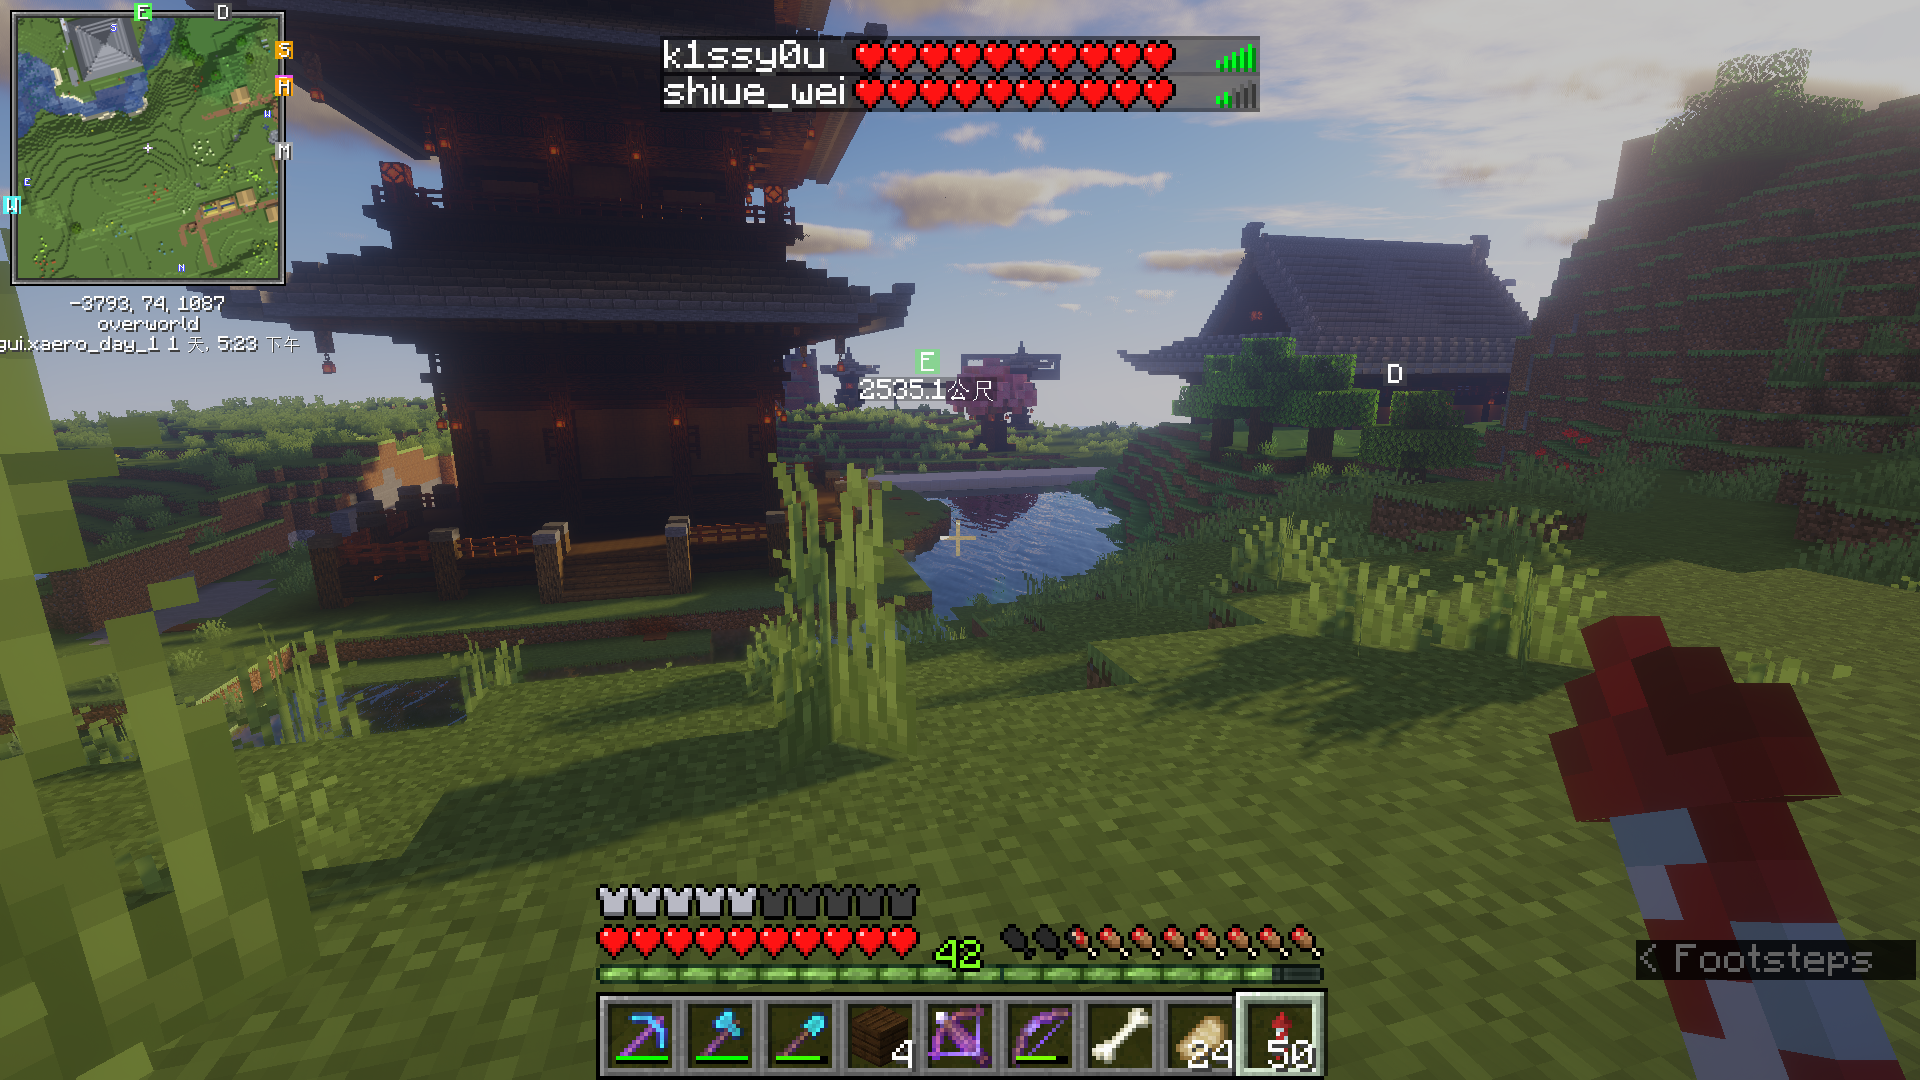 E D
S
S
H
W
M
E
W
N
-3793, 74, 1087
overworld
gui.xaero_day_1 1 天, 5:23 下午
k1ssy0u
shiue_wei
E
2535.1公尺
D
42
< Footsteps
4
24
50